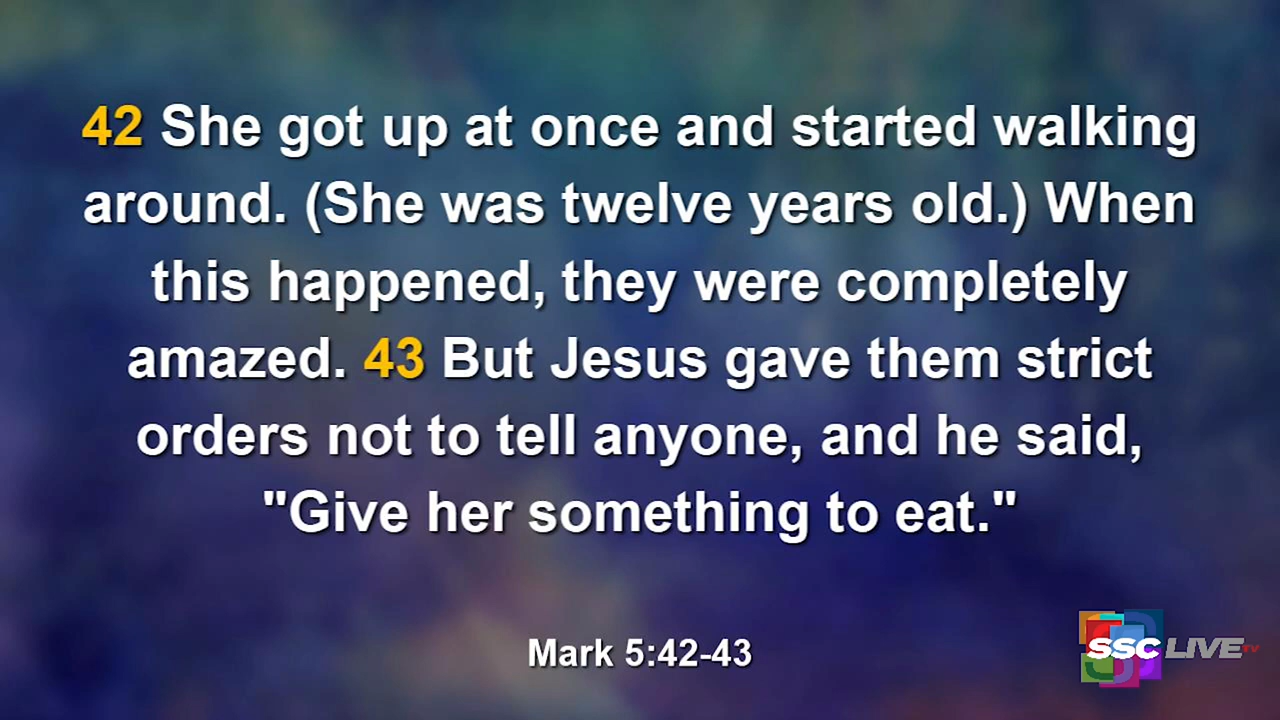 42 She got up at once and started walking
around. (She was twelve years old.) When
this happened, they were completely
amazed. 43 But Jesus gave them strict
orders not to tell anyone, and he said,
"Give her something to eat."
Mark 5:42-43
SSC LIVE TV